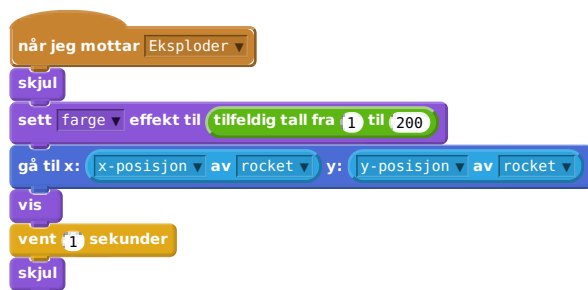 når jeg mottar Eksploder ▼
skjul
sett farge ▼ effekt til tilfeldig tall fra 1 til 200
gå til x: x-posisjon ▼ av rocket ▼ y: y-posisjon ▼ av rocket ▼
vis
vent 1 sekunder
skjul